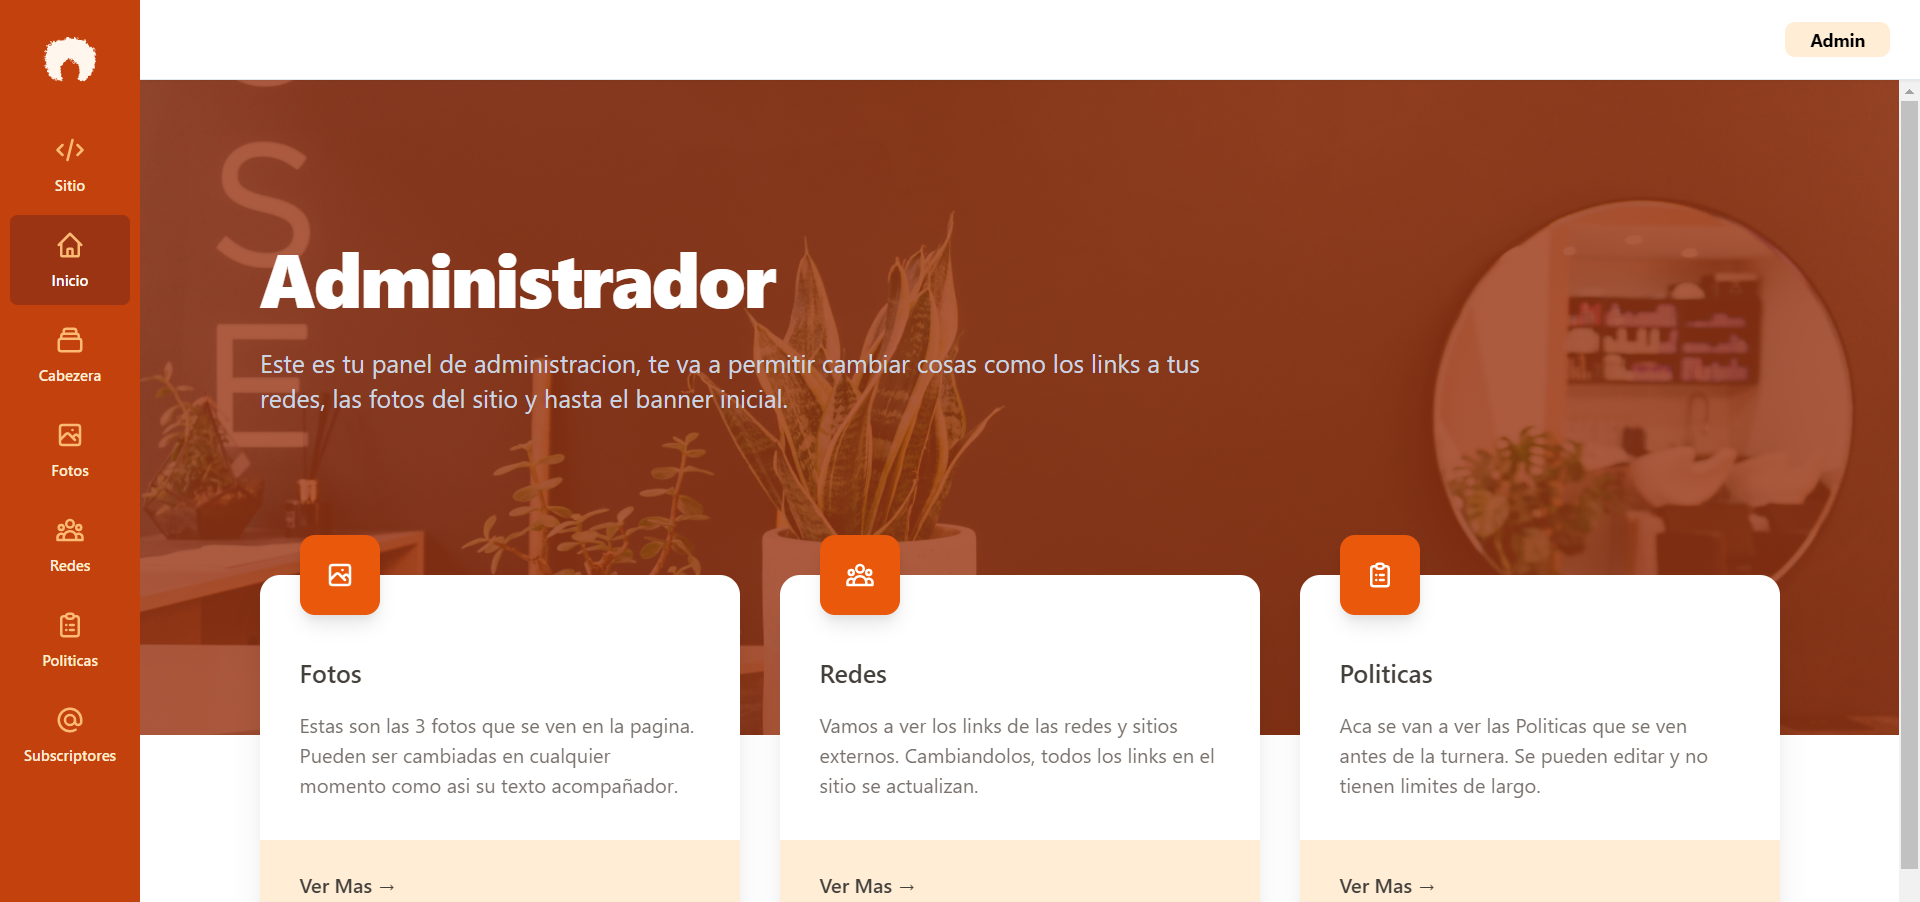 Admin
Sitio
Inicio
Cabezera
Fotos
Redes
Politicas
Subscriptores
S
E
Administrador
Este es tu panel de administracion, te va a permitir cambiar cosas como los links a tus
redes, las fotos del sitio y hasta el banner inicial.
Fotos
Estas son las 3 fotos que se ven en la pagina.
Pueden ser cambiadas en cualquier
momento como asi su texto acompañador.
Ver Mas →
Redes
Vamos a ver los links de las redes y sitios
externos. Cambiandolos, todos los links en el
sitio se actualizan.
Ver Mas →
Politicas
Aca se van a ver las Politicas que se ven
antes de la turnera. Se pueden editar y no
tienen limites de largo.
Ver Mas →